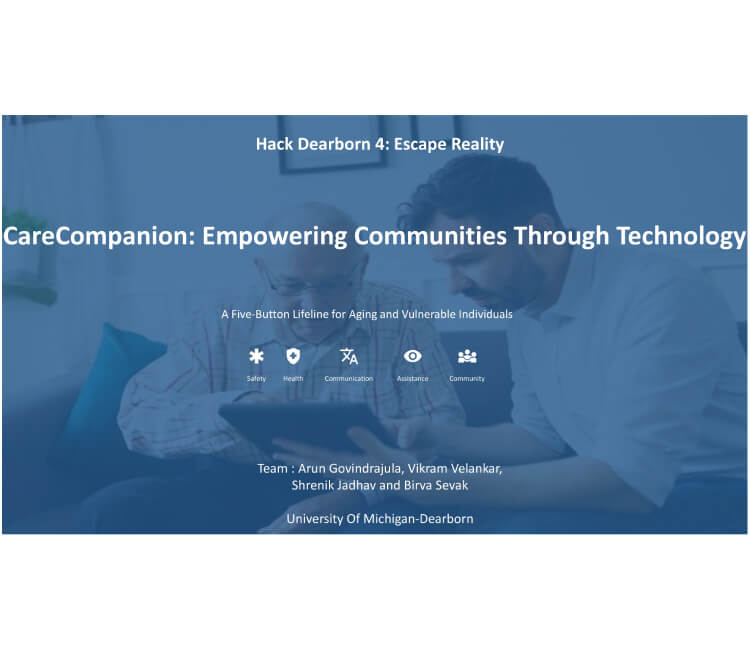 Hack Dearborn 4: Escape Reality
CareCompanion: Empowering Communities Through Technology
A Five-Button Lifeline for Aging and Vulnerable Individuals
Safety Health Communication Assistance Community
Team : Arun Govindrajula, Vikram Velankar,
Shrenik Jadhav and Birva Sevak
University Of Michigan-Dearborn